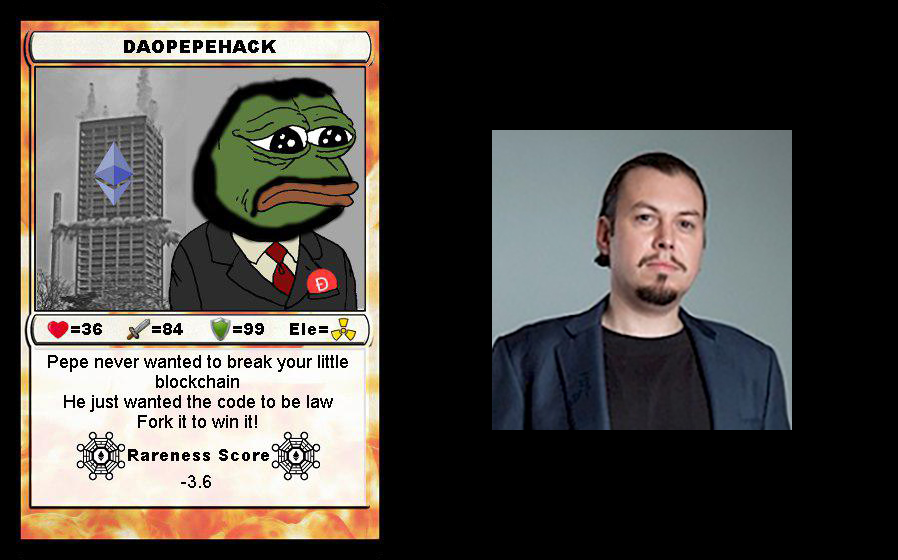 DAOPEPEHACK
Đ
=36 =84 =99 Ele=
Pepe never wanted to break your little
blockchain
He just wanted the code to be law
Fork it to win it!
Rareness Score
-3.6